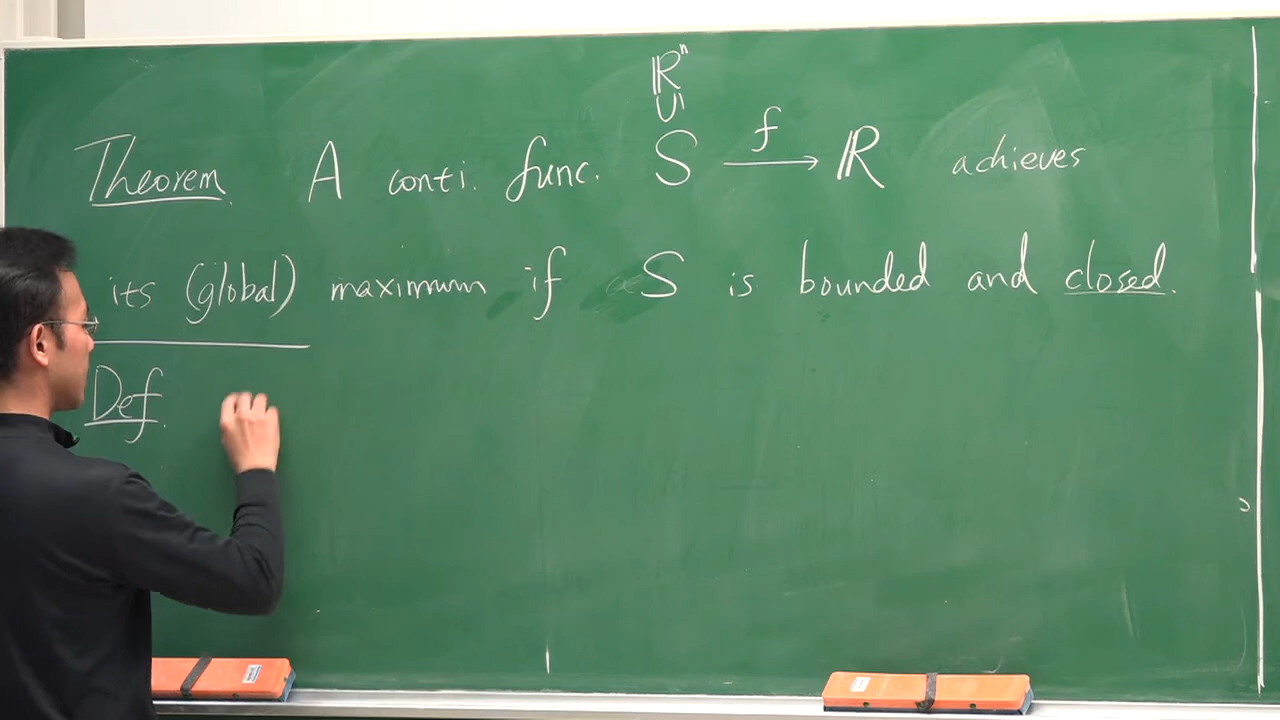 ℝⁿ
∪|
Theorem. A conti. func. S —f→ ℝ achieves
its (global) maximum if S is bounded and closed.
Def.